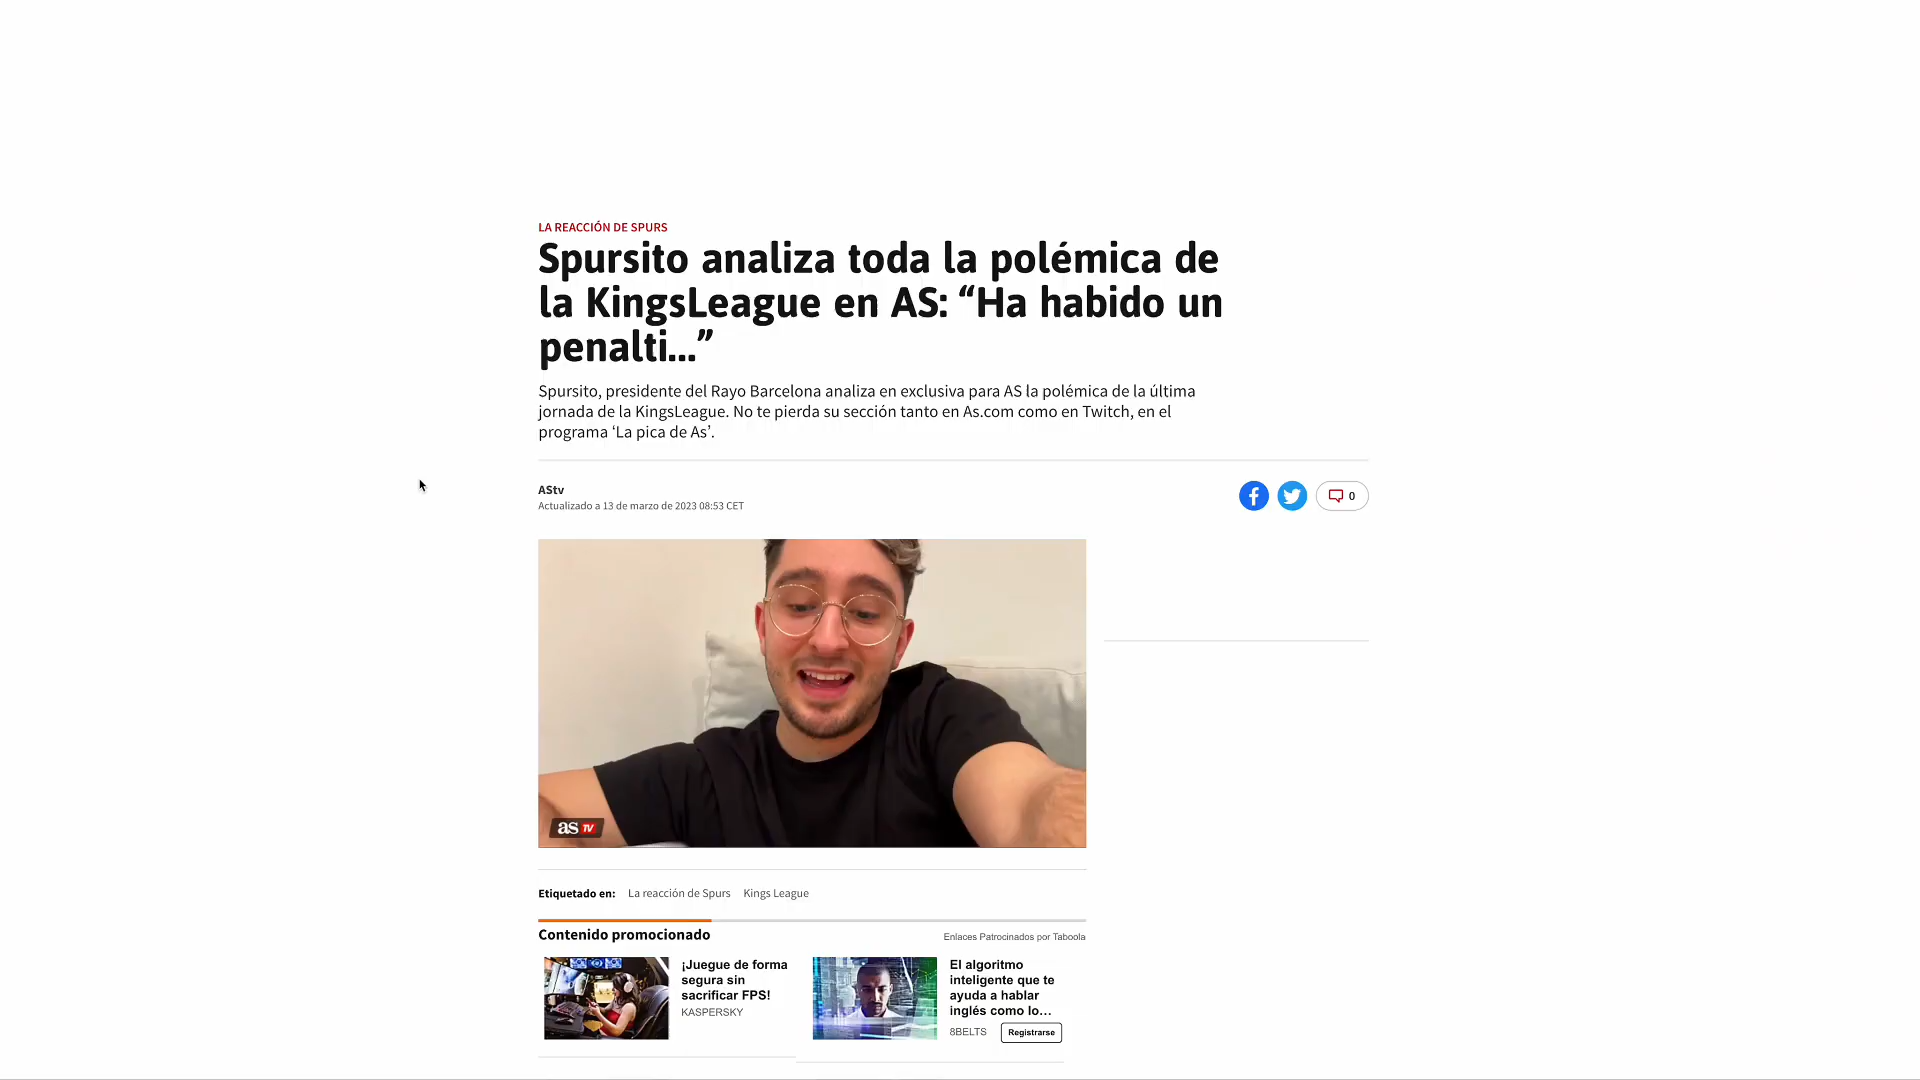 LA REACCIÓN DE SPURS
Spursito analiza toda la polémica de
la KingsLeague en AS: “Ha habido un
penalti...”
Spursito, presidente del Rayo Barcelona analiza en exclusiva para AS la polémica de la última
jornada de la KingsLeague. No te pierda su sección tanto en As.com como en Twitch, en el
programa ‘La pica de As’.
AStv
Actualizado a 13 de marzo de 2023 08:53 CET
0
as TV
Etiquetado en: La reacción de Spurs Kings League
Contenido promocionado
Enlaces Patrocinados por Taboola
¡Juegue de forma
segura sin
sacrificar FPS!
KASPERSKY
El algoritmo
inteligente que te
ayuda a hablar
inglés como lo...
8BELTS
Registrarse